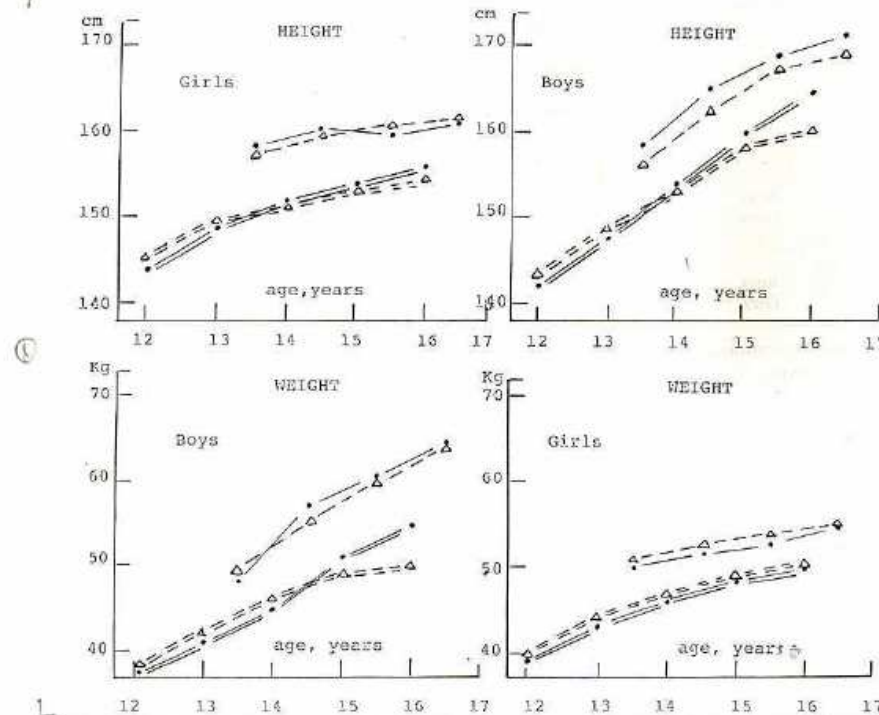 cm
170
HEIGHT
Girls
160
150
140
age,years
12 13 14 15 16 17
cm
170
HEIGHT
Boys
160
150
140
age, years
12 13 14 15 16 17
Kg
70
WEIGHT
Boys
60
50
40
age, years
12 13 14 15 16 17
Kg
70
WEIGHT
Girls
60
50
40
age, years
12 13 14 15 16 17
1